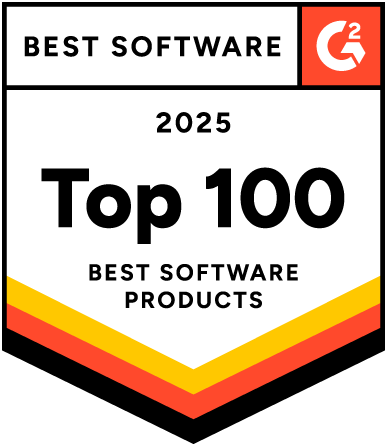 BEST SOFTWARE
G2
2025
Top 100
BEST SOFTWARE
PRODUCTS